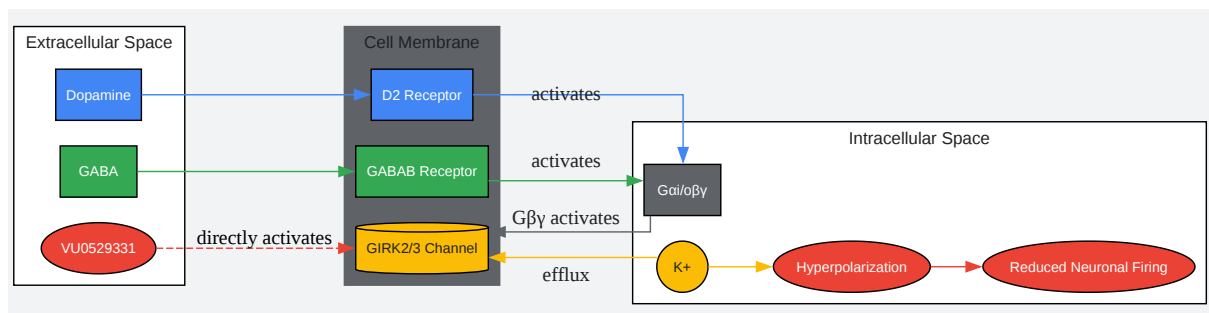 Extracellular Space
Cell Membrane
Dopamine
D2 Receptor
activates
Intracellular Space
GABA
GABAB Receptor
activates
Gαi/oβγ
VU0529331
directly activates
GIRK2/3 Channel
Gβγ activates
efflux
K+
Hyperpolarization
Reduced Neuronal Firing